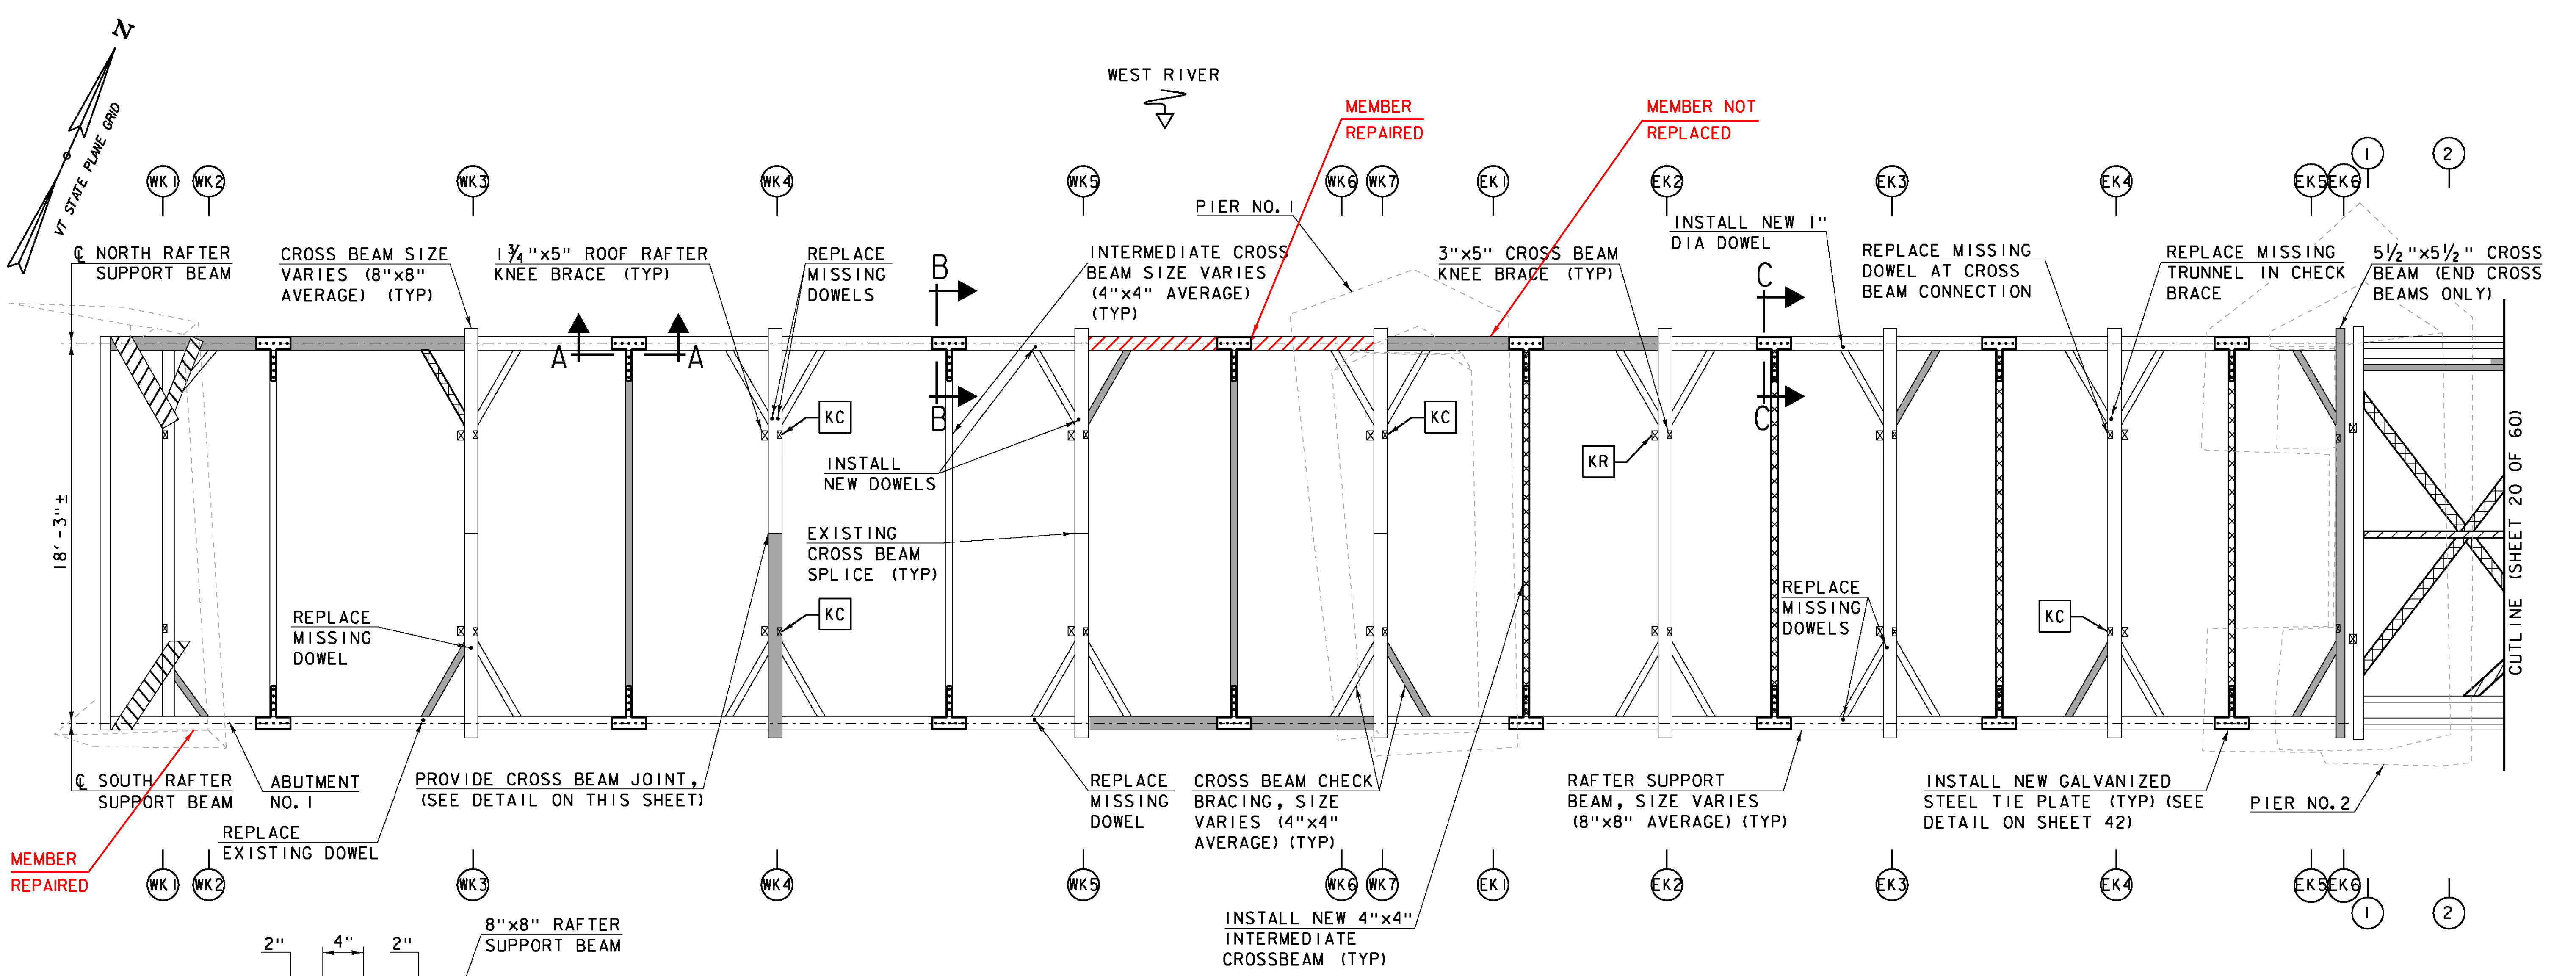 N
VT STATE PLANE GRID
WEST RIVER
MEMBER
REPAIRED
MEMBER NOT
REPLACED
WK1
WK2
WK3
WK4
WK5
WK6
WK7
EK1
EK2
EK3
EK4
EK5
EK6
1
2
PIER NO.1
℄ NORTH RAFTER
SUPPORT BEAM
CROSS BEAM SIZE
VARIES (8"x8"
AVERAGE) (TYP)
1 3/4"x5" ROOF RAFTER
KNEE BRACE (TYP)
REPLACE
MISSING
DOWELS
INTERMEDIATE CROSS
BEAM SIZE VARIES
(4"x4" AVERAGE)
(TYP)
3"x5" CROSS BEAM
KNEE BRACE (TYP)
INSTALL NEW 1"
DIA DOWEL
REPLACE MISSING
DOWEL AT CROSS
BEAM CONNECTION
REPLACE MISSING
TRUNNEL IN CHECK
BRACE
5 1/2"x5 1/2" CROSS
BEAM (END CROSS
BEAMS ONLY)
B
C
A
A
B
C
KC
KC
KR
INSTALL
NEW DOWELS
18'-3"±
EXISTING
CROSS BEAM
SPLICE (TYP)
CUTLINE (SHEET 20 OF 60)
REPLACE
MISSING
DOWEL
KC
REPLACE
MISSING
DOWELS
KC
℄ SOUTH RAFTER
SUPPORT BEAM
ABUTMENT
NO.1
PROVIDE CROSS BEAM JOINT,
(SEE DETAIL ON THIS SHEET)
REPLACE
MISSING
DOWEL
CROSS BEAM CHECK
BRACING, SIZE
VARIES (4"x4"
AVERAGE) (TYP)
RAFTER SUPPORT
BEAM, SIZE VARIES
(8"x8" AVERAGE) (TYP)
INSTALL NEW GALVANIZED
STEEL TIE PLATE (TYP) (SEE
DETAIL ON SHEET 42)
PIER NO.2
REPLACE
EXISTING DOWEL
MEMBER
REPAIRED
WK1
WK2
WK3
WK4
WK5
WK6
WK7
EK1
EK2
EK3
EK4
EK5
EK6
1
2
INSTALL NEW 4"x4"
INTERMEDIATE
CROSSBEAM (TYP)
8"x8" RAFTER
SUPPORT BEAM
2"
4"
2"